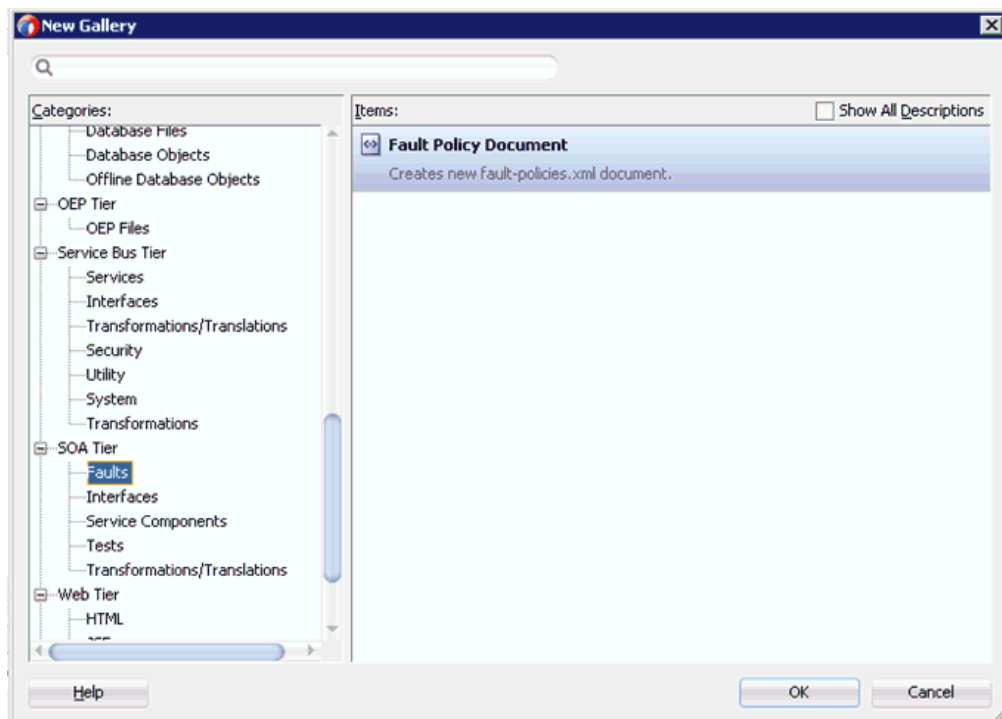 New Gallery
Categories:
Database Files
Database Objects
Offline Database Objects
OEP Tier
OEP Files
Service Bus Tier
Services
Interfaces
Transformations/Translations
Security
Utility
System
Transformations
SOA Tier
Faults
Interfaces
Service Components
Tests
Transformations/Translations
Web Tier
HTML
Items:
Show All Descriptions
Fault Policy Document
Creates new fault-policies.xml document.
Help
OK
Cancel